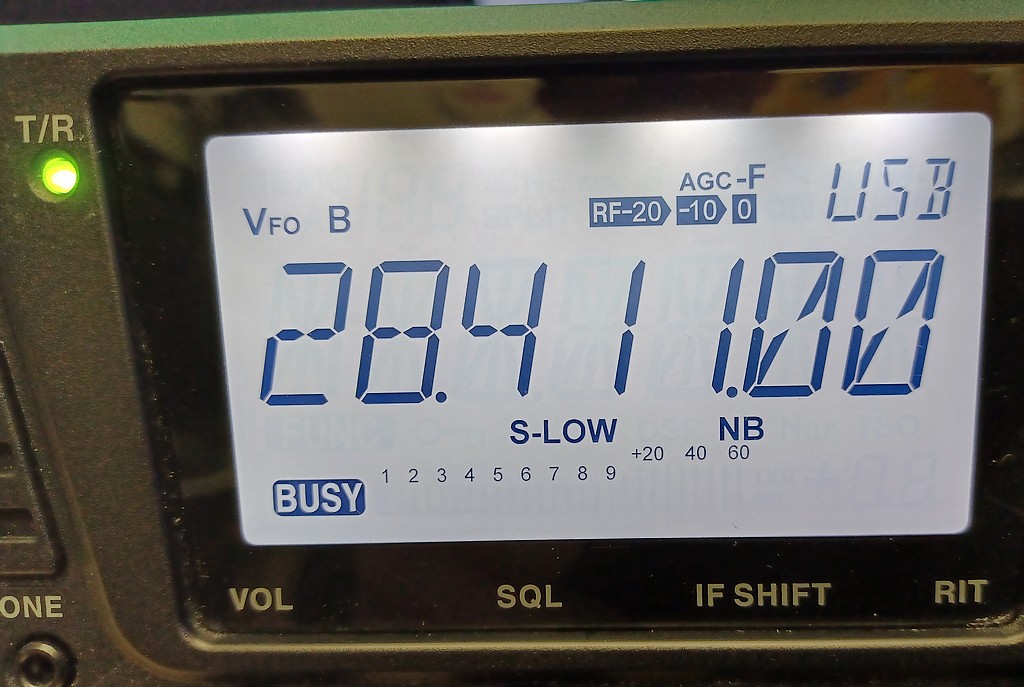 T/R
AGC-F
USB
VFO B
RF-20 -10 0
28.411.00
S-LOW NB
+20 40 60
1 2 3 4 5 6 7 8 9
BUSY
VOL SQL IF SHIFT RIT
ONE